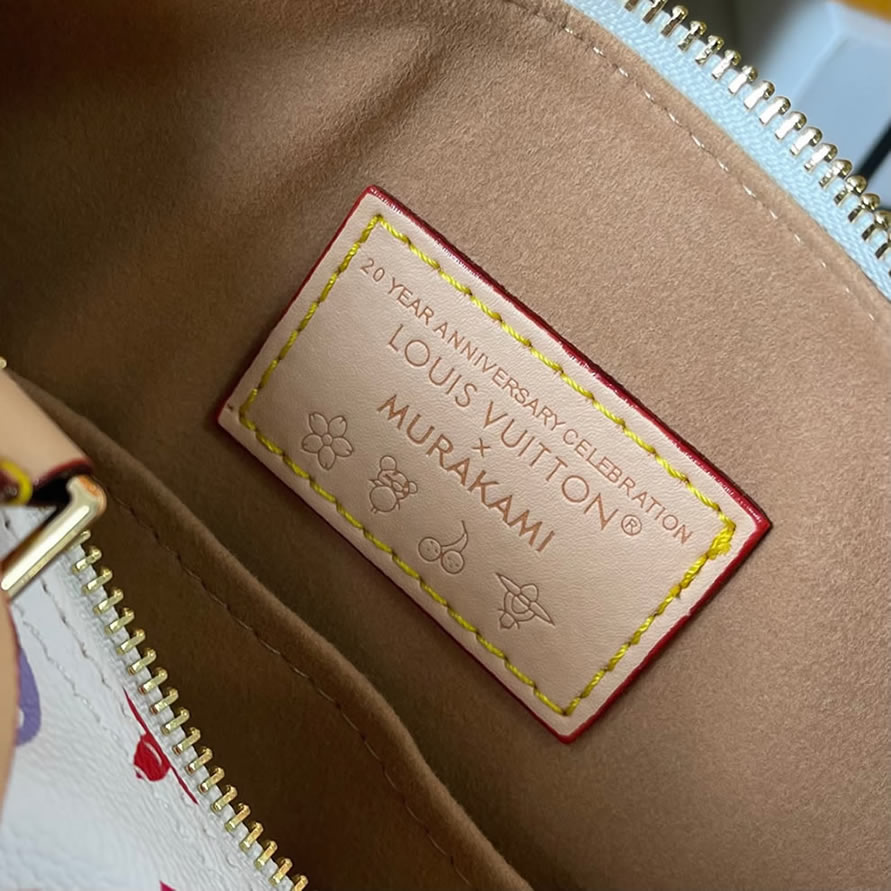 20 YEAR ANNIVERSARY CELEBRATION
LOUIS VUITTON®
×
MURAKAMI